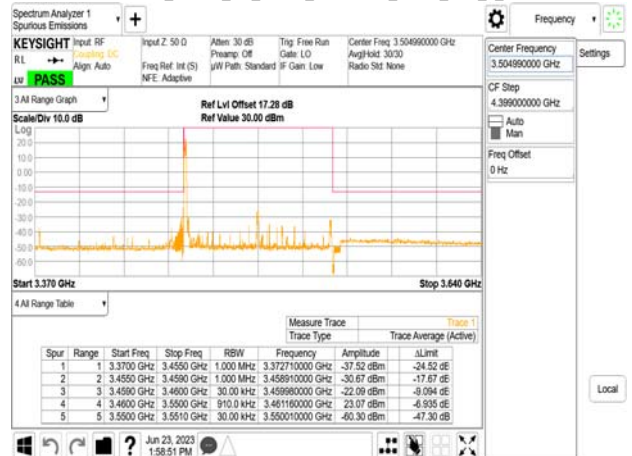 Spectrum Analyzer 1
Spurious Emissions
Frequency
KEYSIGHT Input: RF
Coupling: DC
Align: Auto
RL
LXI PASS
Input Z: 50 Ω
Freq Ref: Int (S)
NFE: Adaptive
Atten: 30 dB
Preamp: Off
µW Path: Standard
Trig: Free Run
Gate: LO
IF Gain: Low
Center Freq: 3.504990000 GHz
Avg|Hold: 30/30
Radio Std: None
Center Frequency
3.504990000 GHz
Settings
CF Step
4.399000000 GHz
Auto
Man
Freq Offset
0 Hz
Local
3 All Range Graph
Scale/Div 10.0 dB
Ref Lvl Offset 17.28 dB
Ref Value 30.00 dBm
Log
20.0
10.0
0.00
-10.0
-20.0
-30.0
-40.0
-50.0
-60.0
Start 3.370 GHz
Stop 3.640 GHz
4 All Range Table
Measure Trace Trace 1
Trace Type Trace Average (Active)
Spur Range Start Freq Stop Freq RBW Frequency Amplitude ΔLimit
1 1 3.3700 GHz 3.4550 GHz 1.000 MHz 3.372710000 GHz -37.52 dBm -24.52 dB
2 2 3.4550 GHz 3.4590 GHz 1.000 MHz 3.458910000 GHz -30.67 dBm -17.67 dB
3 3 3.4590 GHz 3.4600 GHz 30.00 kHz 3.459980000 GHz -22.09 dBm -9.094 dB
4 4 3.4600 GHz 3.5500 GHz 910.0 kHz 3.461160000 GHz 23.07 dBm -6.935 dB
5 5 3.5500 GHz 3.5510 GHz 30.00 kHz 3.550010000 GHz -60.30 dBm -47.30 dB
Jun 23, 2023
1:58:51 PM